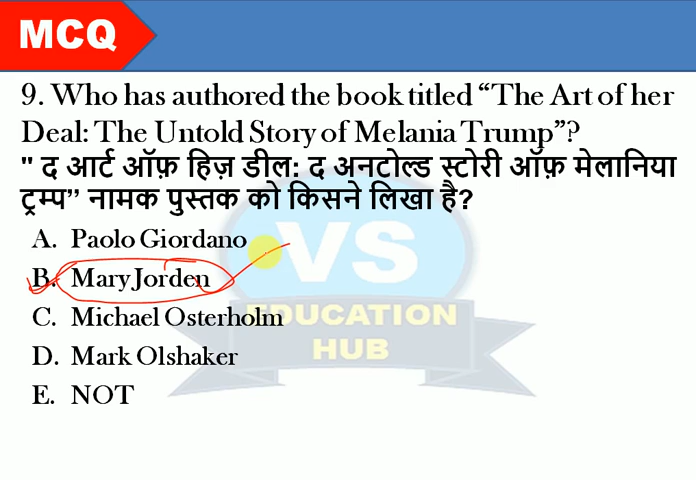 MCQ
9. Who has authored the book titled “The Art of her
Deal: The Untold Story of Melania Trump”?
" द आर्ट ऑफ़ हिज़ डील: द अनटोल्ड स्टोरी ऑफ़ मेलानिया
ट्रम्प” नामक पुस्तक को किसने लिखा है?
A. Paolo Giordano
B. Mary Jorden
C. Michael Osterholm
D. Mark Olshaker
E. NOT
VS
EDUCATION
HUB